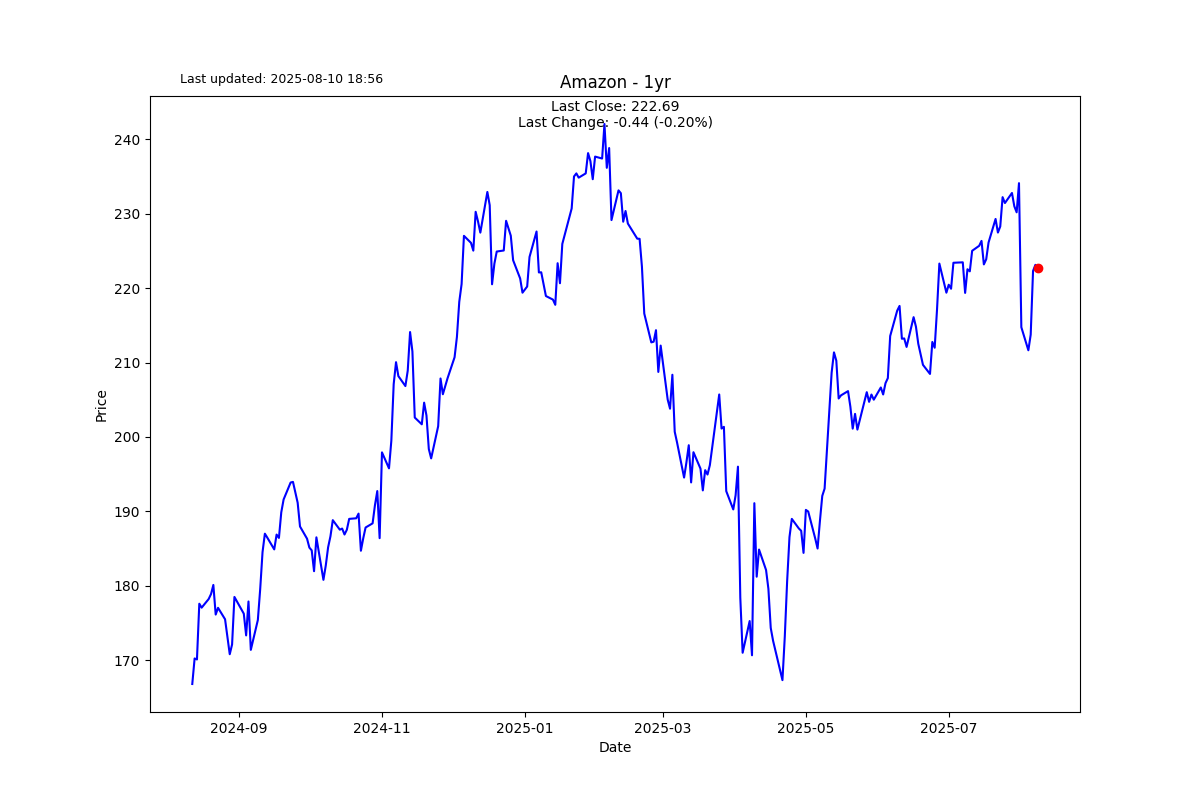 Last updated: 2025-08-10 18:56
Amazon - 1yr
Last Close: 222.69
Last Change: -0.44 (-0.20%)
240
230
220
210
200
190
180
170
Price
2024-09
2024-11
2025-01
2025-03
2025-05
2025-07
Date